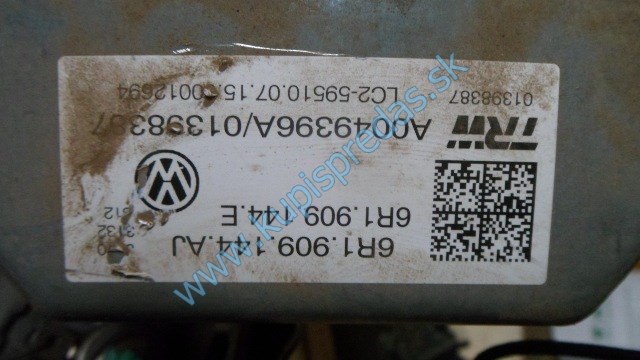 6R1.909 144.AJ
6R1.909 144.E
A0049396A/01398387
TRW
LC2-59510.07.15
0012694
01398387
www.kupispredas.sk